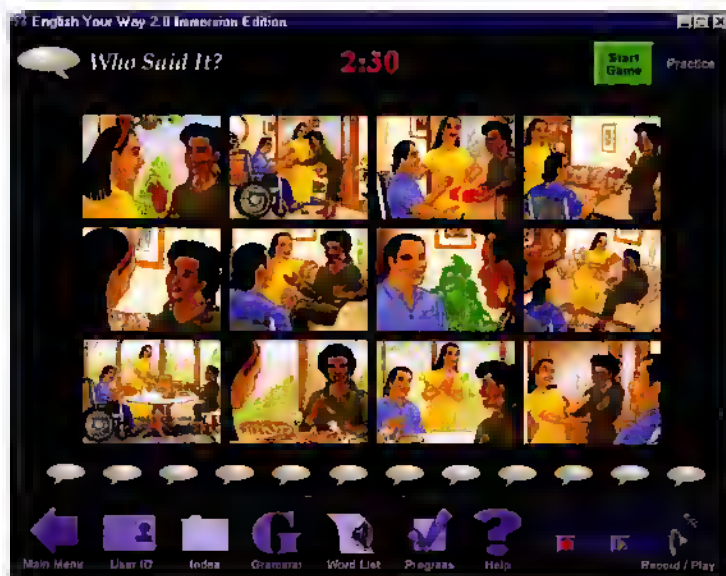 English Your Way 2.0 Immersion Edition
Who Said It?
2:30
Start
Game
Practice
Main Menu
User ID
Index
G
Grammar
Word List
Progress
?
Help
Record / Play